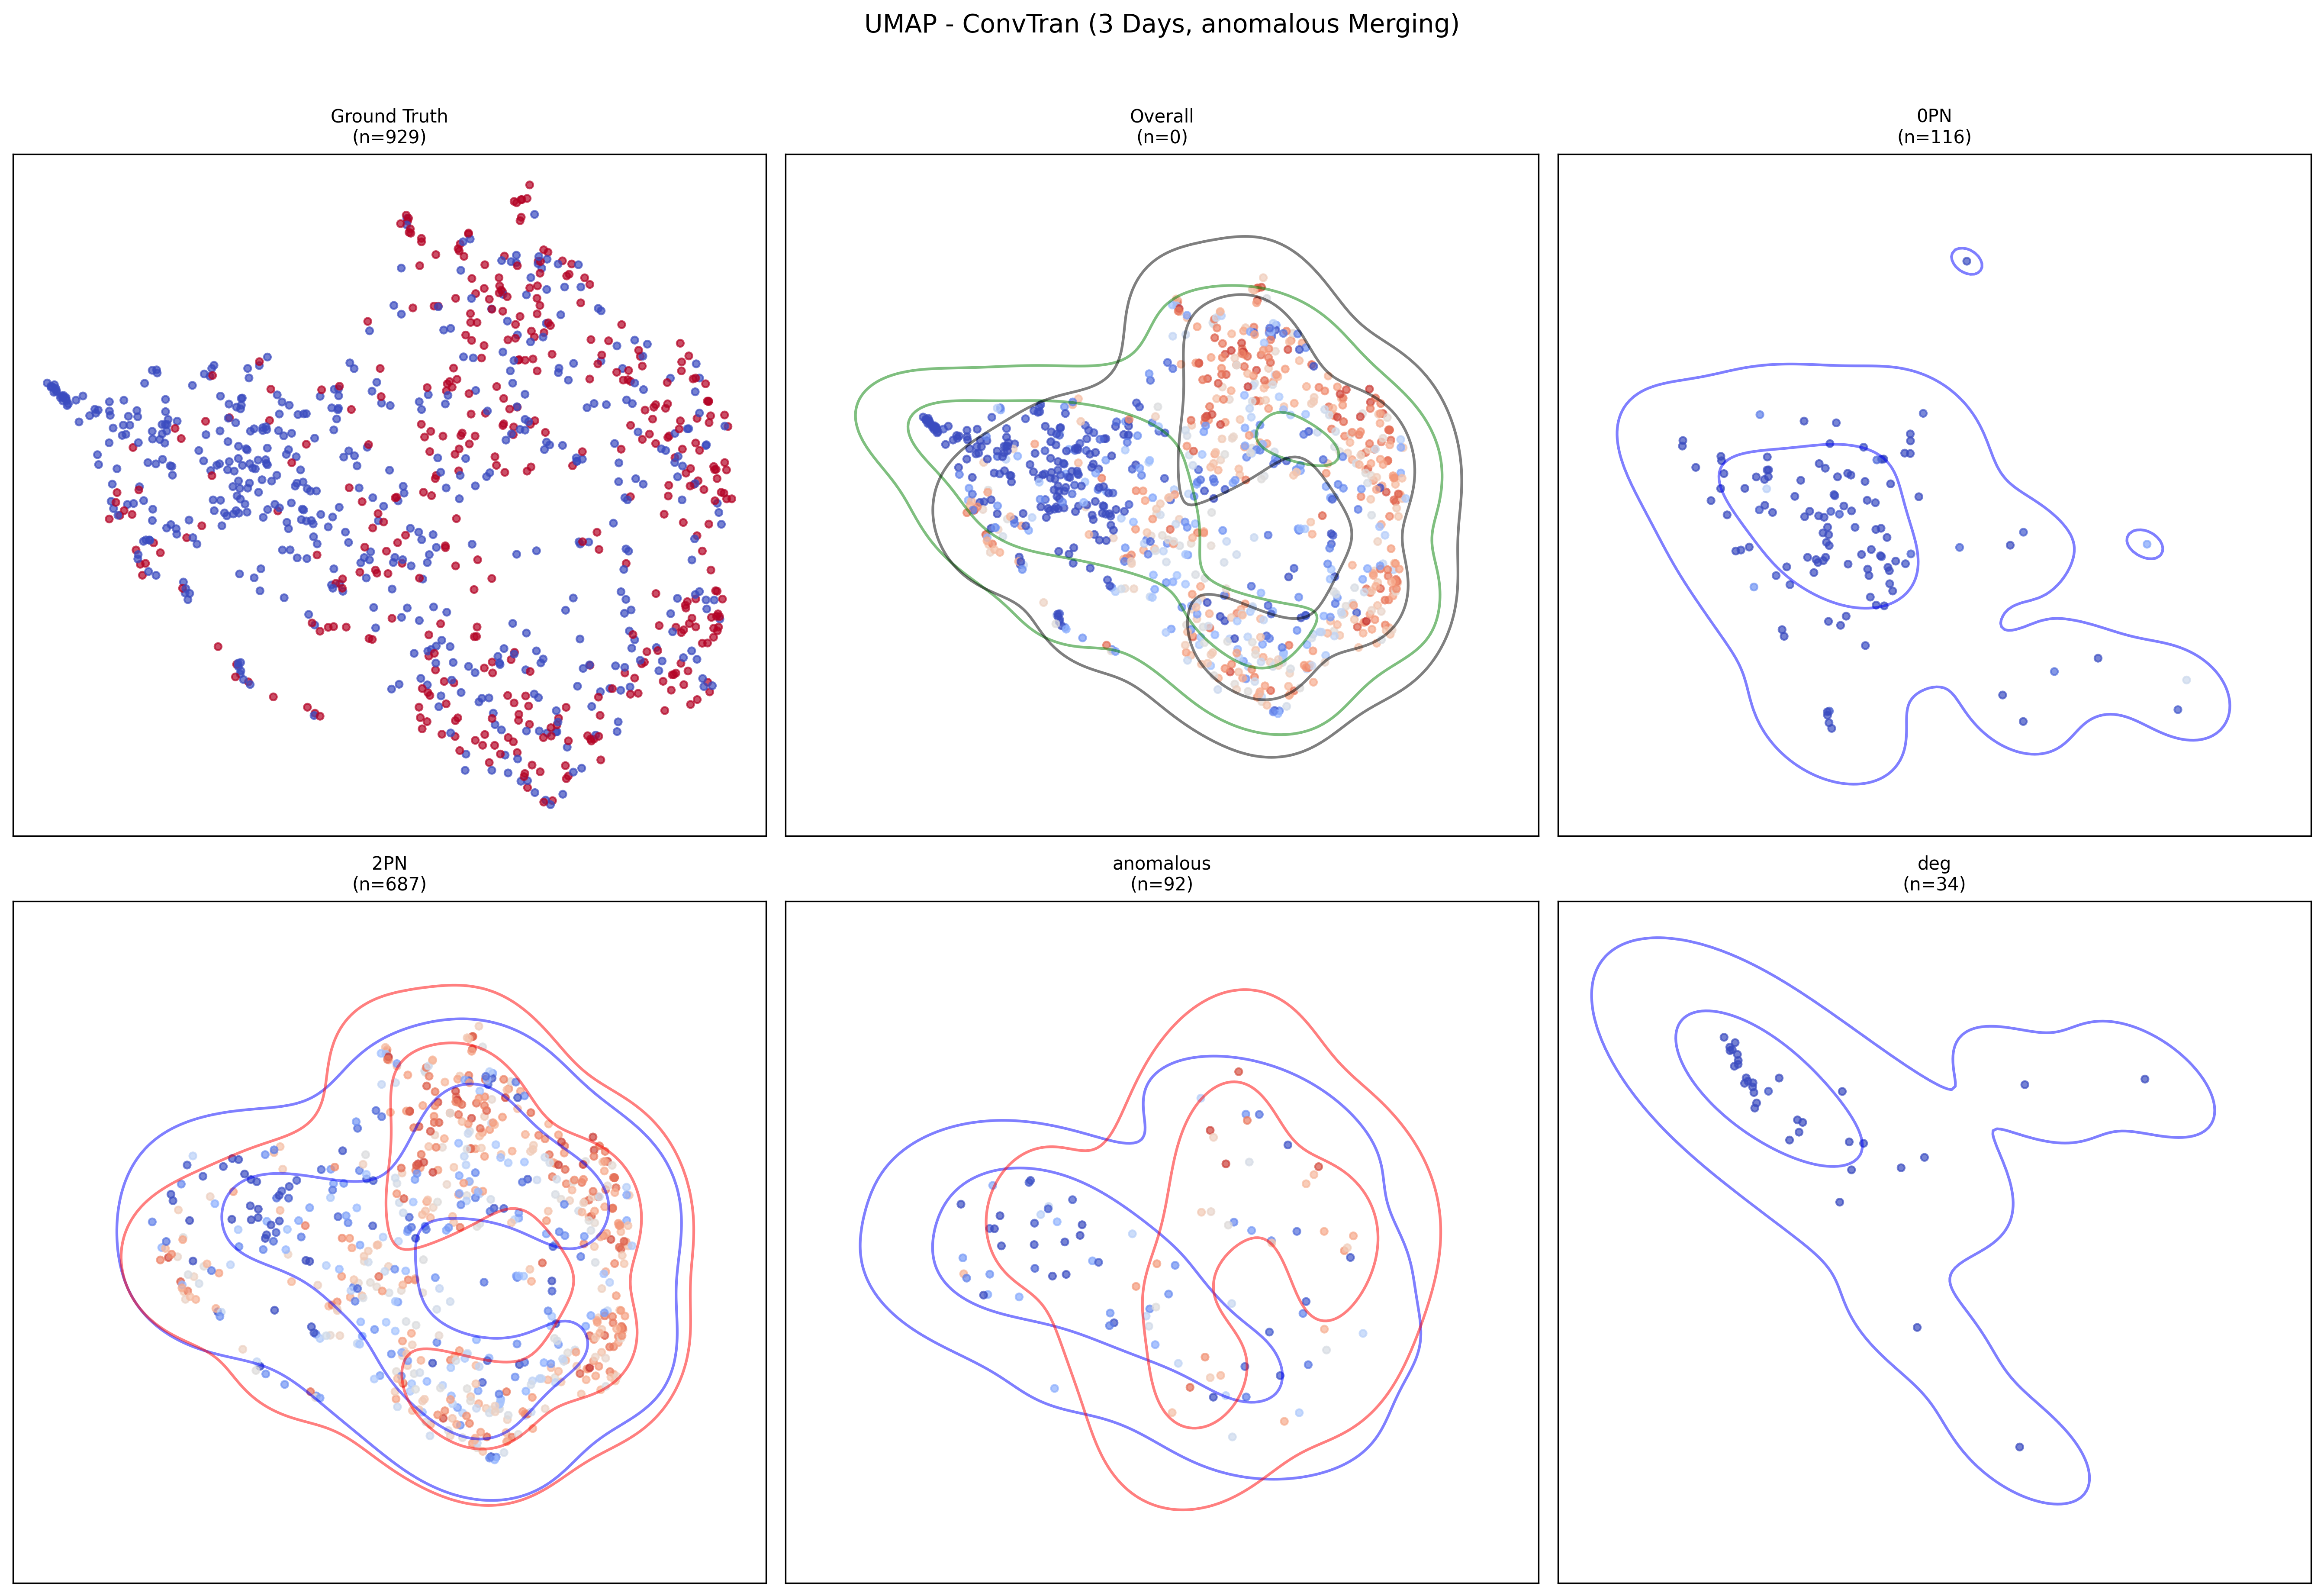 UMAP - ConvTran (3 Days, anomalous Merging)
Ground Truth
(n=929)
Overall
(n=0)
0PN
(n=116)
2PN
(n=687)
anomalous
(n=92)
deg
(n=34)